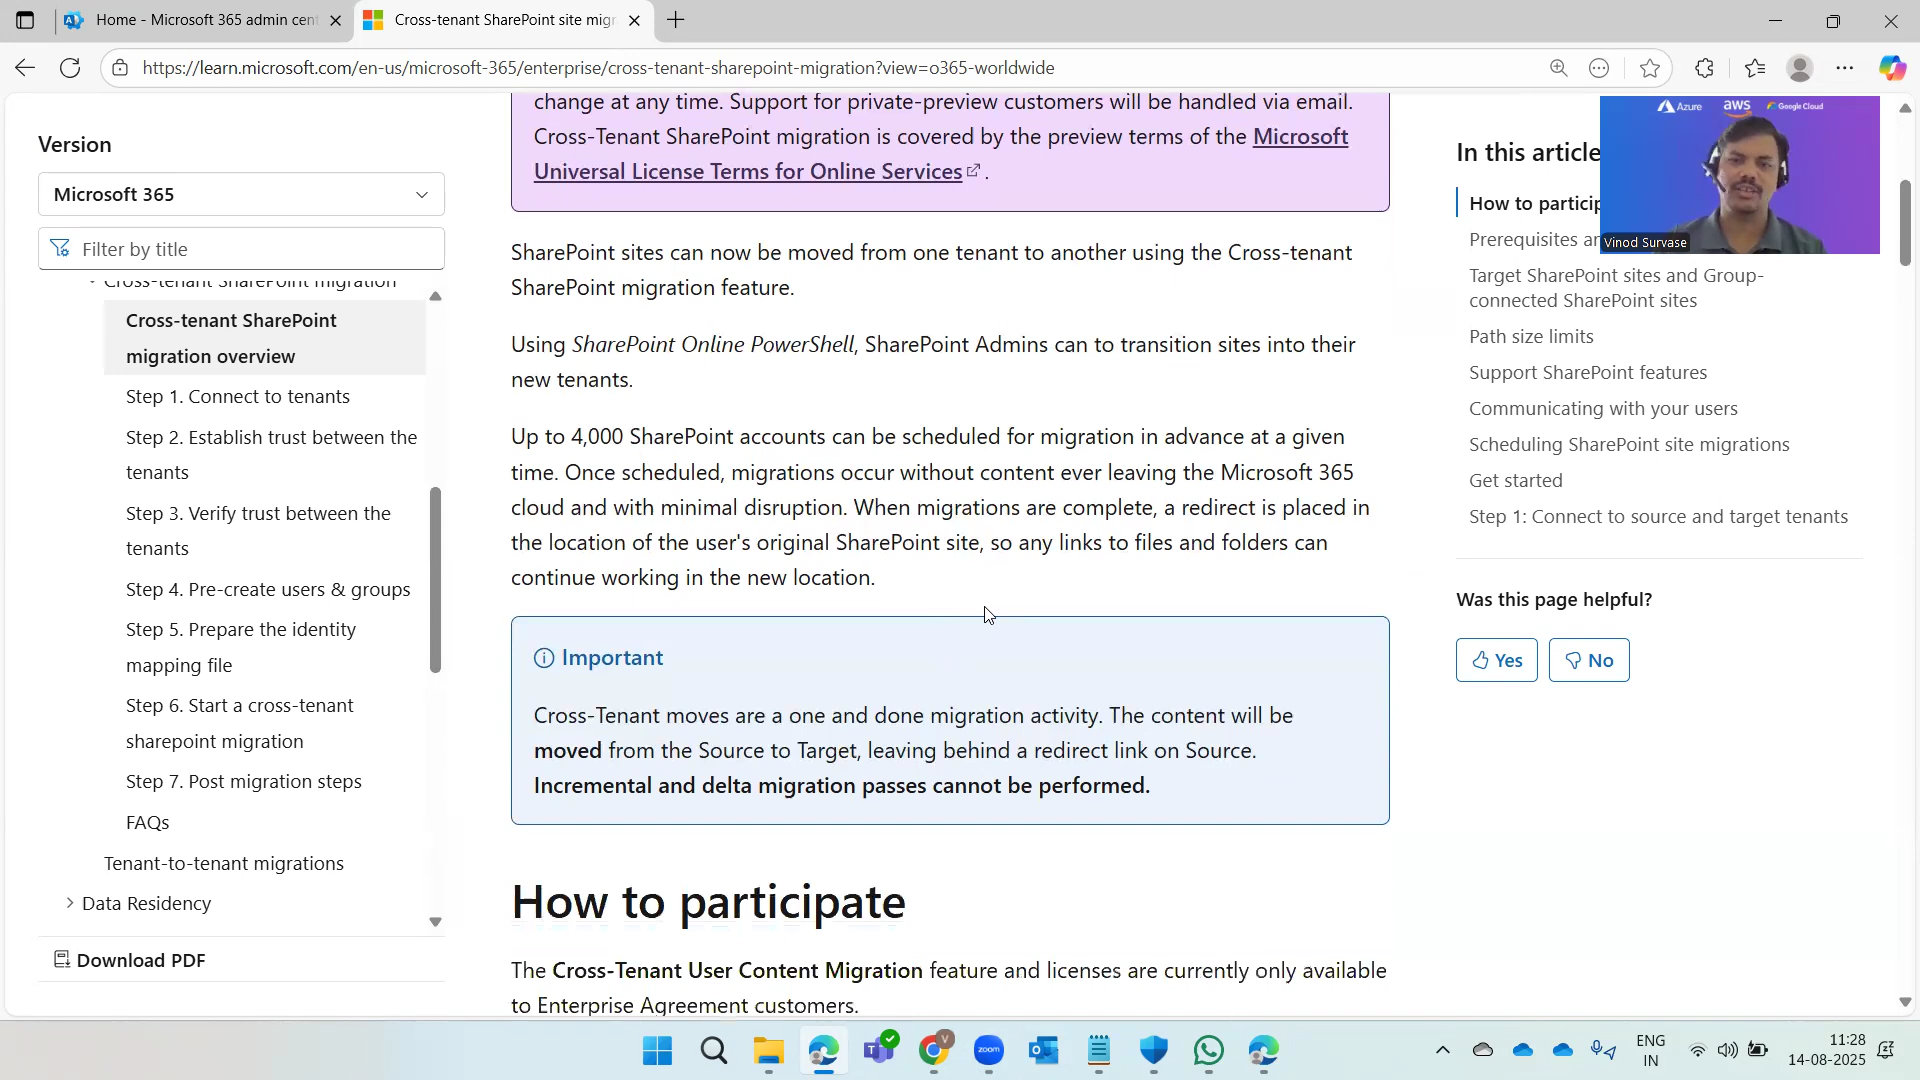 Home - Microsoft 365 admin cen
Cross-tenant SharePoint site migr
https://learn.microsoft.com/en-us/microsoft-365/enterprise/cross-tenant-sharepoint-migration?view=o365-worldwide
Version
Microsoft 365
Filter by title
Cross-tenant SharePoint migration
Cross-tenant SharePoint
migration overview
Step 1. Connect to tenants
Step 2. Establish trust between the
tenants
Step 3. Verify trust between the
tenants
Step 4. Pre-create users & groups
Step 5. Prepare the identity
mapping file
Step 6. Start a cross-tenant
sharepoint migration
Step 7. Post migration steps
FAQs
Tenant-to-tenant migrations
Data Residency
Download PDF
change at any time. Support for private-preview customers will be handled via email.
Cross-Tenant SharePoint migration is covered by the preview terms of the Microsoft
Universal License Terms for Online Services .
SharePoint sites can now be moved from one tenant to another using the Cross-tenant
SharePoint migration feature.
Using SharePoint Online PowerShell, SharePoint Admins can to transition sites into their
new tenants.
Up to 4,000 SharePoint accounts can be scheduled for migration in advance at a given
time. Once scheduled, migrations occur without content ever leaving the Microsoft 365
cloud and with minimal disruption. When migrations are complete, a redirect is placed in
the location of the user's original SharePoint site, so any links to files and folders can
continue working in the new location.
Important
Cross-Tenant moves are a one and done migration activity. The content will be
moved from the Source to Target, leaving behind a redirect link on Source.
Incremental and delta migration passes cannot be performed.
How to participate
The Cross-Tenant User Content Migration feature and licenses are currently only available
to Enterprise Agreement customers.
In this article
How to particip
Prerequisites an
Target SharePoint sites and Group-
connected SharePoint sites
Path size limits
Support SharePoint features
Communicating with your users
Scheduling SharePoint site migrations
Get started
Step 1: Connect to source and target tenants
Was this page helpful?
Yes
No
Azure
aws
Google Cloud
Vinod Survase
zoom
V
ENG
IN
11:28
14-08-2025